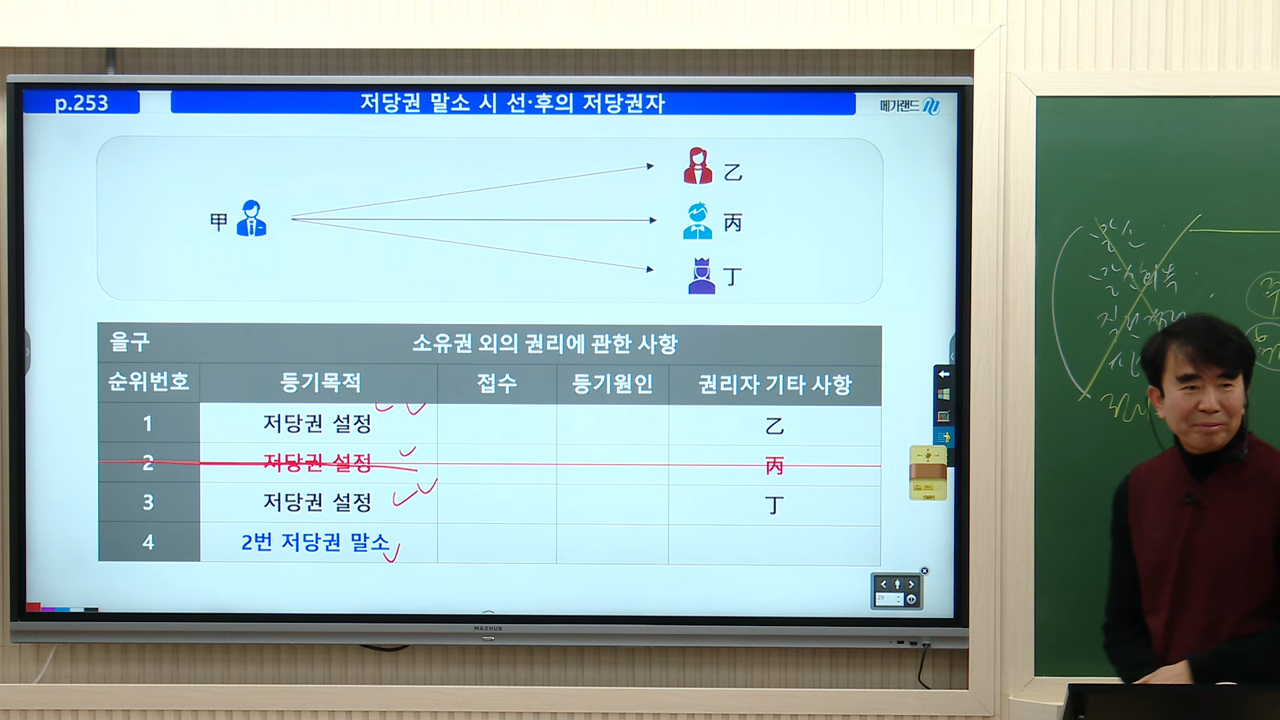 p.253
저당권 말소 시 선·후의 저당권자
메가랜드
甲
乙
丙
丁
을구 소유권 외의 권리에 관한 사항
순위번호 등기목적 접수 등기원인 권리자 기타 사항
1 저당권 설정 乙
2 저당권 설정 丙
3 저당권 설정 丁
4 2번 저당권 말소
29
MAXHUB